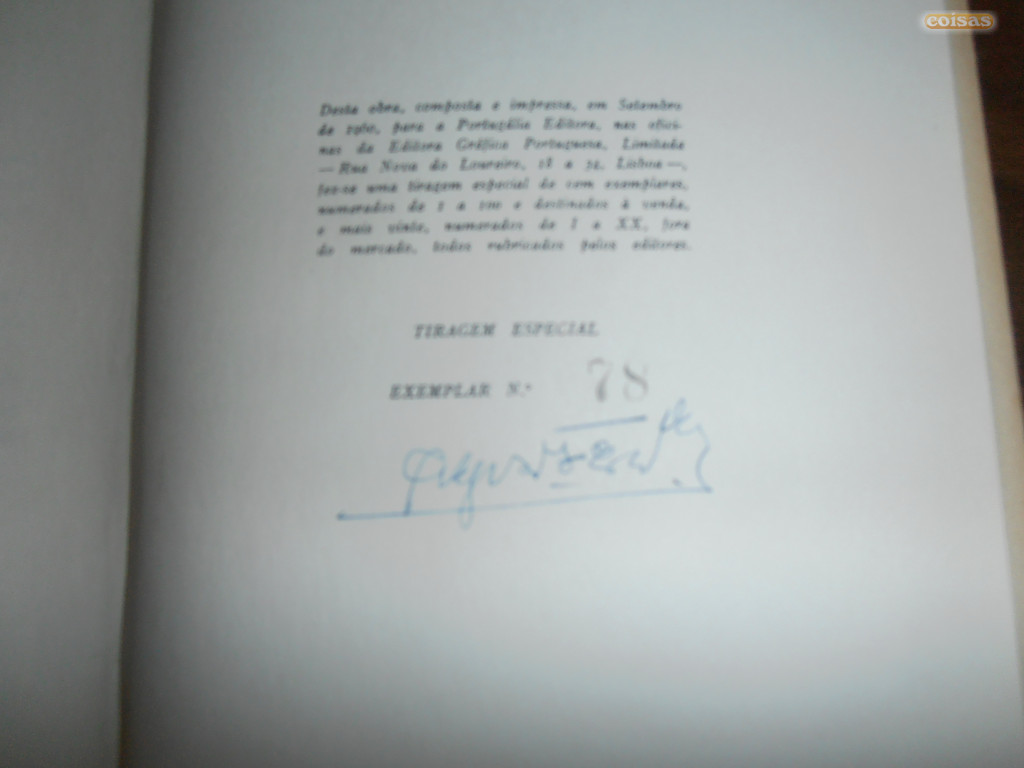 coisas
Desta obra, composta e impressa, em Setembro
de 1960, para a Portugália Editora, nas ofici-
nas da Editora Gráfica Portuguesa, Limitada
— Rua Nova do Loureiro, 18 a 34, Lisboa —,
fez-se uma tiragem especial de cem exemplares,
numerados de 1 a 100 e destinados à venda,
e mais vinte, numerados de I a XX, fora
do mercado, todos rubricados pelos editores.
TIRAGEM ESPECIAL
EXEMPLAR N.º 78